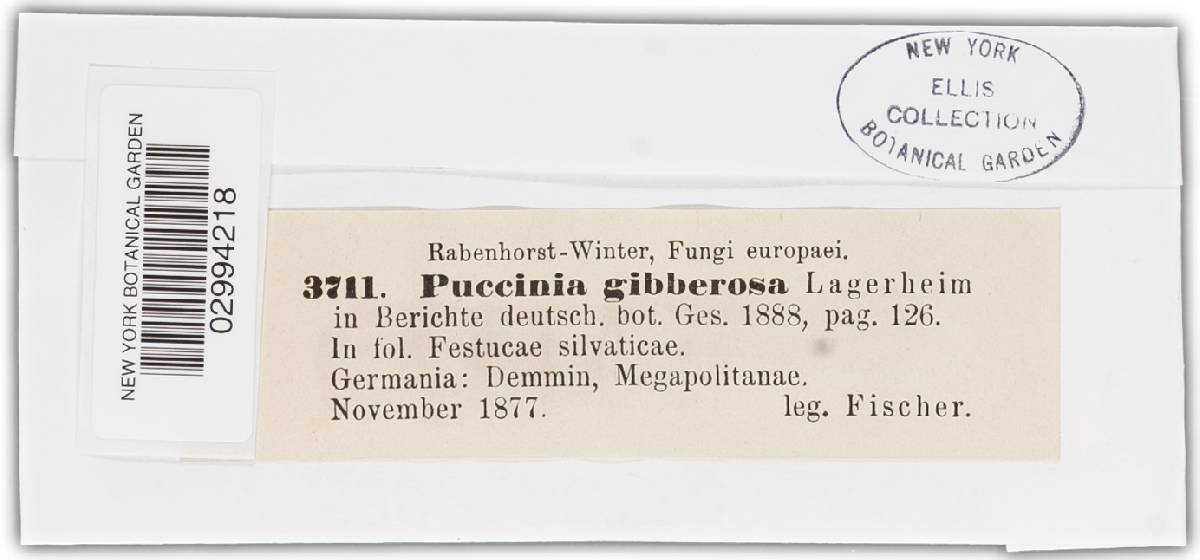 NEW YORK
ELLIS
COLLECTION
BOTANICAL GARDEN
NEW YORK BOTANICAL GARDEN
02994218
Rabenhorst-Winter, Fungi europaei.
3711. Puccinia gibberosa Lagerheim
in Berichte deutsch. bot. Ges. 1888, pag. 126.
In fol. Festucae silvaticae.
Germania: Demmin, Megapolitanae.
November 1877. leg. Fischer.